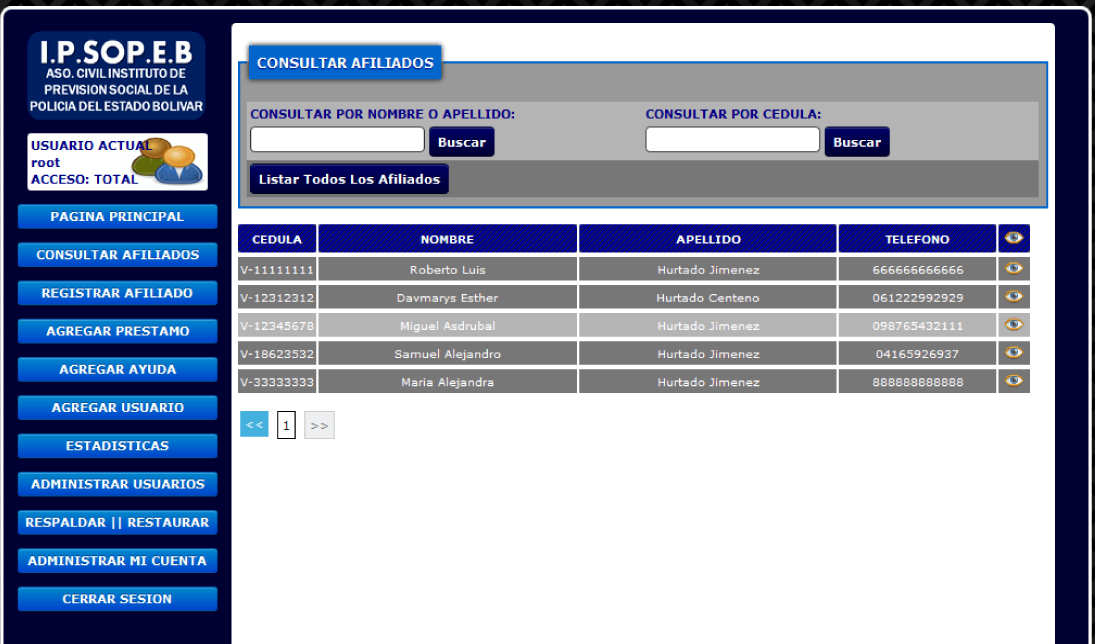 I.P.SOP.E.B
ASO. CIVIL INSTITUTO DE
PREVISION SOCIAL DE LA
POLICIA DEL ESTADO BOLIVAR
USUARIO ACTUAL
root
ACCESO: TOTAL
PAGINA PRINCIPAL
CONSULTAR AFILIADOS
REGISTRAR AFILIADO
AGREGAR PRESTAMO
AGREGAR AYUDA
AGREGAR USUARIO
ESTADISTICAS
ADMINISTRAR USUARIOS
RESPALDAR || RESTAURAR
ADMINISTRAR MI CUENTA
CERRAR SESION
CONSULTAR AFILIADOS
CONSULTAR POR NOMBRE O APELLIDO: CONSULTAR POR CEDULA:
Buscar Buscar
Listar Todos Los Afiliados
CEDULA NOMBRE APELLIDO TELEFONO
V-11111111 Roberto Luis Hurtado Jimenez 666666666666
V-12312312 Davmarys Esther Hurtado Centeno 061222992929
V-12345678 Miguel Asdrubal Hurtado Jimenez 098765432111
V-18623532 Samuel Alejandro Hurtado Jimenez 04165926937
V-33333333 Maria Alejandra Hurtado Jimenez 888888888888
<< 1 >>